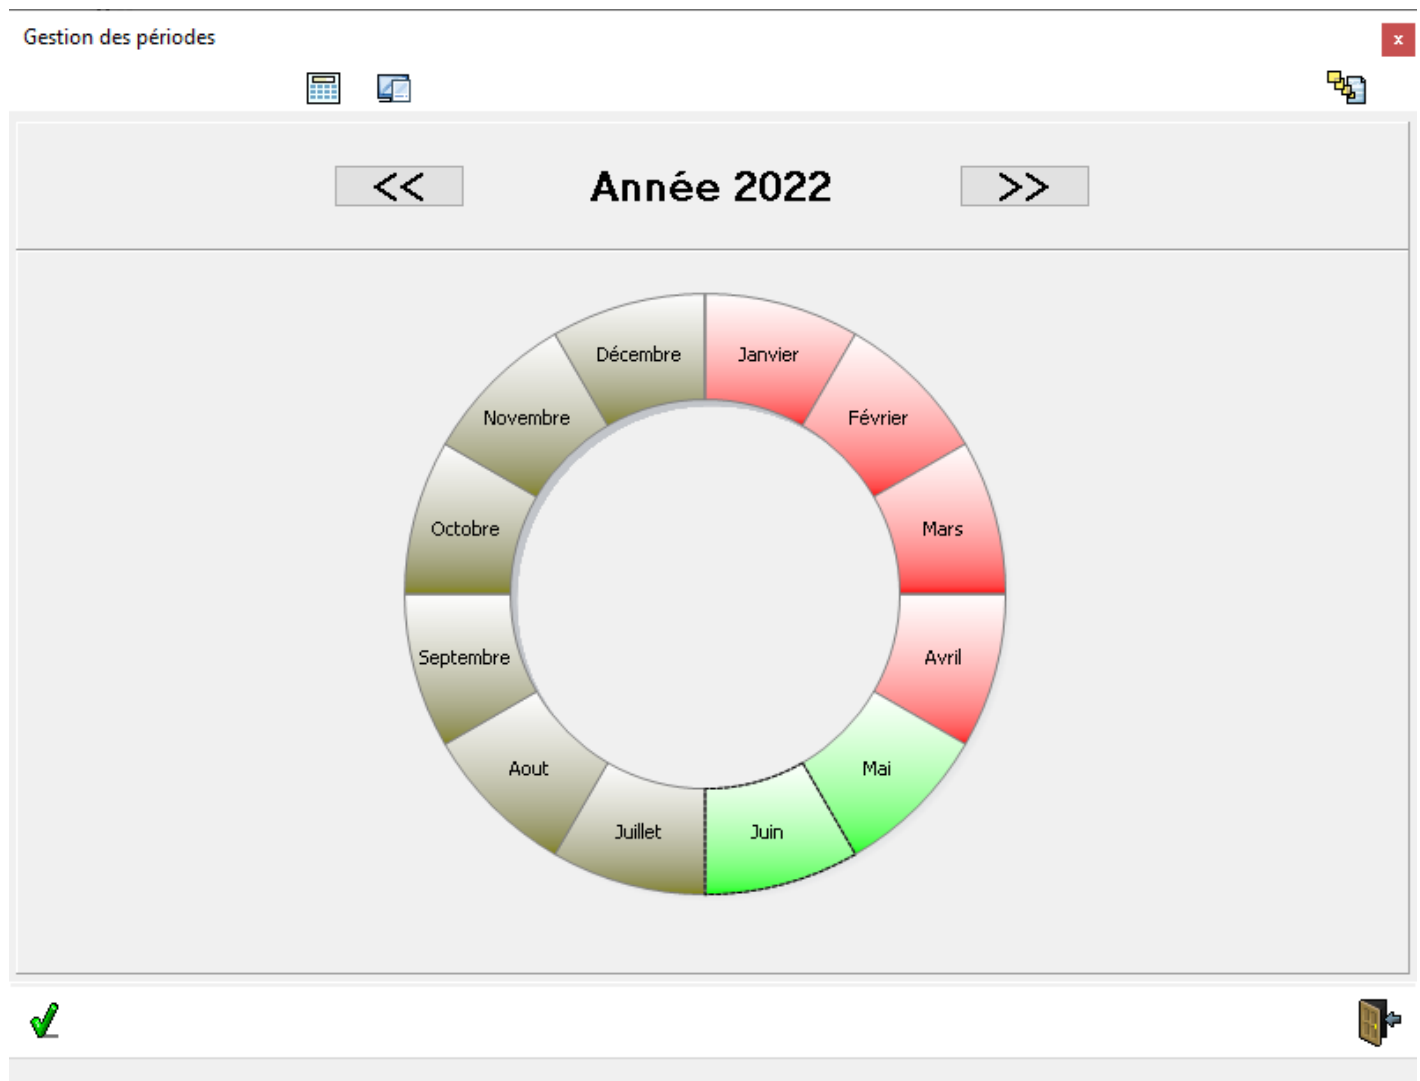 Gestion des périodes
x
<< Année 2022 >>
Décembre
Janvier
Novembre
Février
Octobre
Mars
Septembre
Avril
Aout
Mai
Juillet
Juin